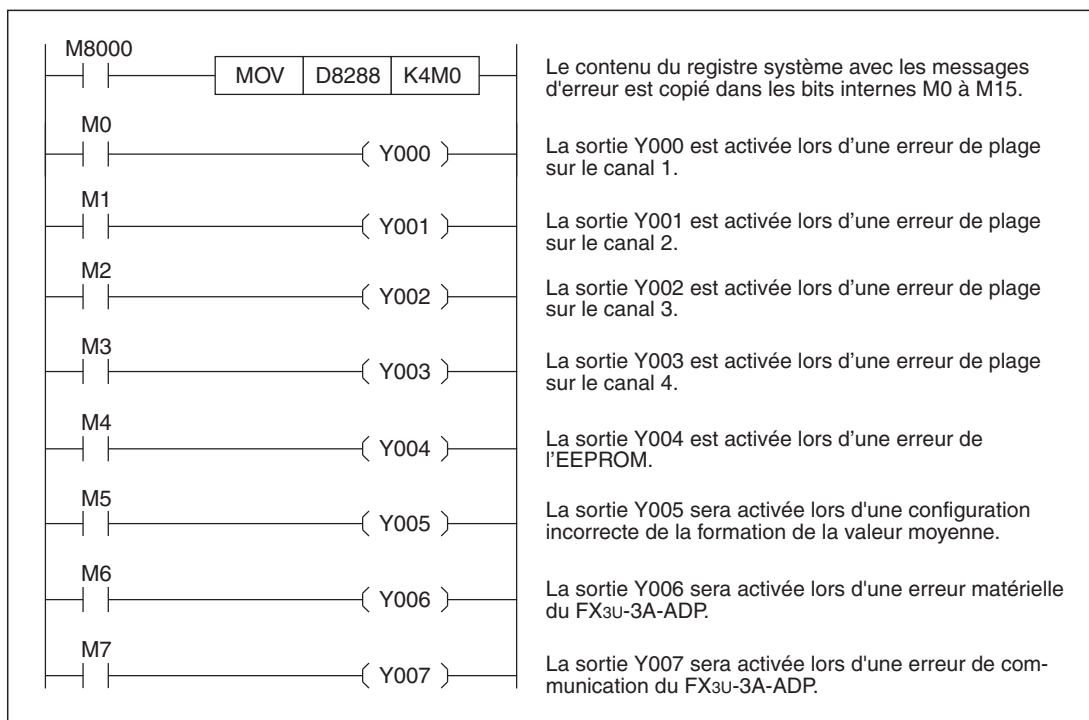 M8000
MOV D8288 K4M0
Le contenu du registre système avec les messages
d'erreur est copié dans les bits internes M0 à M15.
M0
Y000
La sortie Y000 est activée lors d’une erreur de plage
sur le canal 1.
M1
Y001
La sortie Y001 est activée lors d’une erreur de plage
sur le canal 2.
M2
Y002
La sortie Y002 est activée lors d’une erreur de plage
sur le canal 3.
M3
Y003
La sortie Y003 est activée lors d’une erreur de plage
sur le canal 4.
M4
Y004
La sortie Y004 est activée lors d’une erreur de
l’EEPROM.
M5
Y005
La sortie Y005 sera activée lors d'une configuration
incorrecte de la formation de la valeur moyenne.
M6
Y006
La sortie Y006 sera activée lors d'une erreur matérielle
du FX3U-3A-ADP.
M7
Y007
La sortie Y007 sera activée lors d'une erreur de com-
munication du FX3U-3A-ADP.